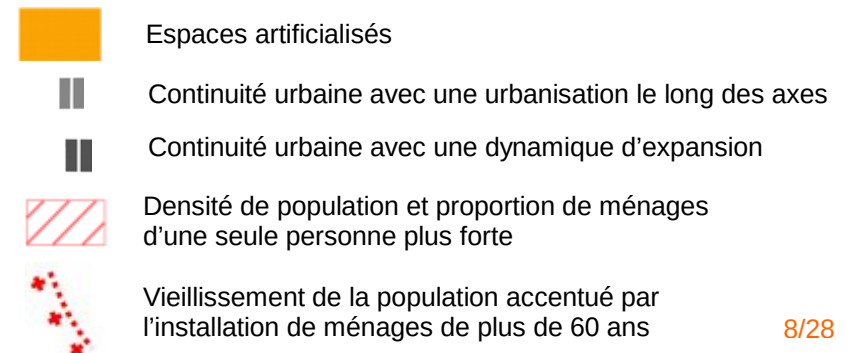 Espaces artificialisés
Continuité urbaine avec une urbanisation le long des axes
Continuité urbaine avec une dynamique d’expansion
Densité de population et proportion de ménages
d’une seule personne plus forte
Vieillissement de la population accentué par
l’installation de ménages de plus de 60 ans
8/28